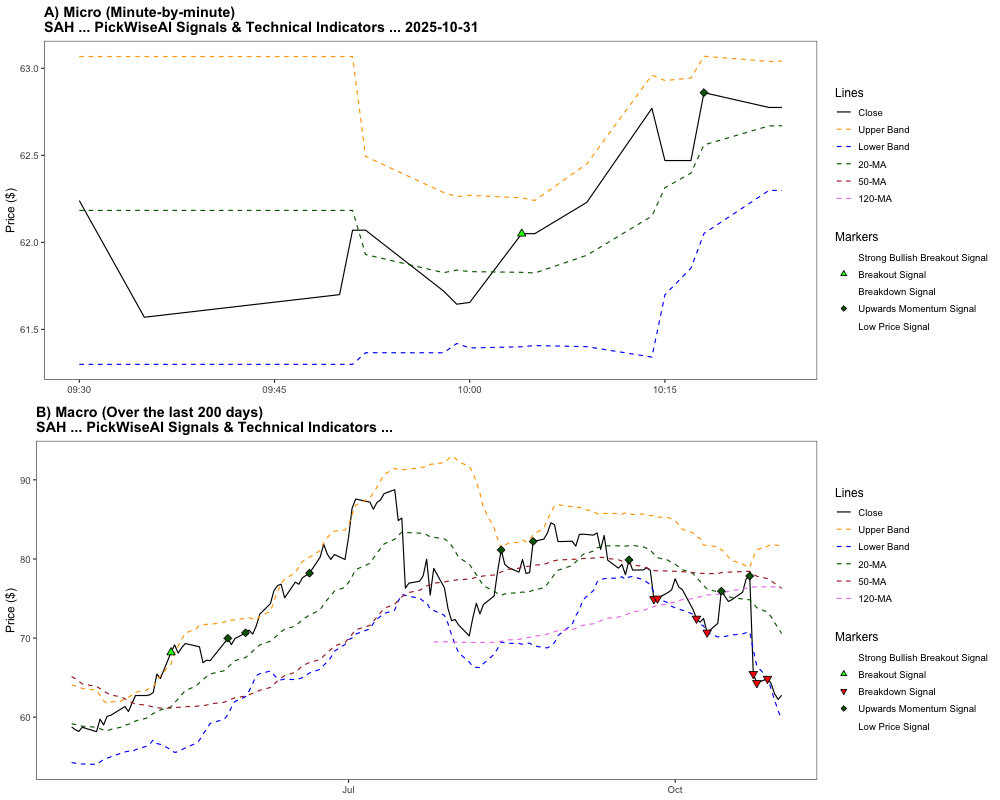 A) Micro (Minute-by-minute)
SAH ... PickWiseAI Signals & Technical Indicators ... 2025-10-31
Price ($)
63.0
62.5
62.0
61.5
09:30
09:45
10:00
10:15
Lines
Close
Upper Band
Lower Band
20-MA
50-MA
120-MA
Markers
Strong Bullish Breakout Signal
Breakout Signal
Breakdown Signal
Upwards Momentum Signal
Low Price Signal
B) Macro (Over the last 200 days)
SAH ... PickWiseAI Signals & Technical Indicators ...
Price ($)
90
80
70
60
Jul
Oct
Lines
Close
Upper Band
Lower Band
20-MA
50-MA
120-MA
Markers
Strong Bullish Breakout Signal
Breakout Signal
Breakdown Signal
Upwards Momentum Signal
Low Price Signal